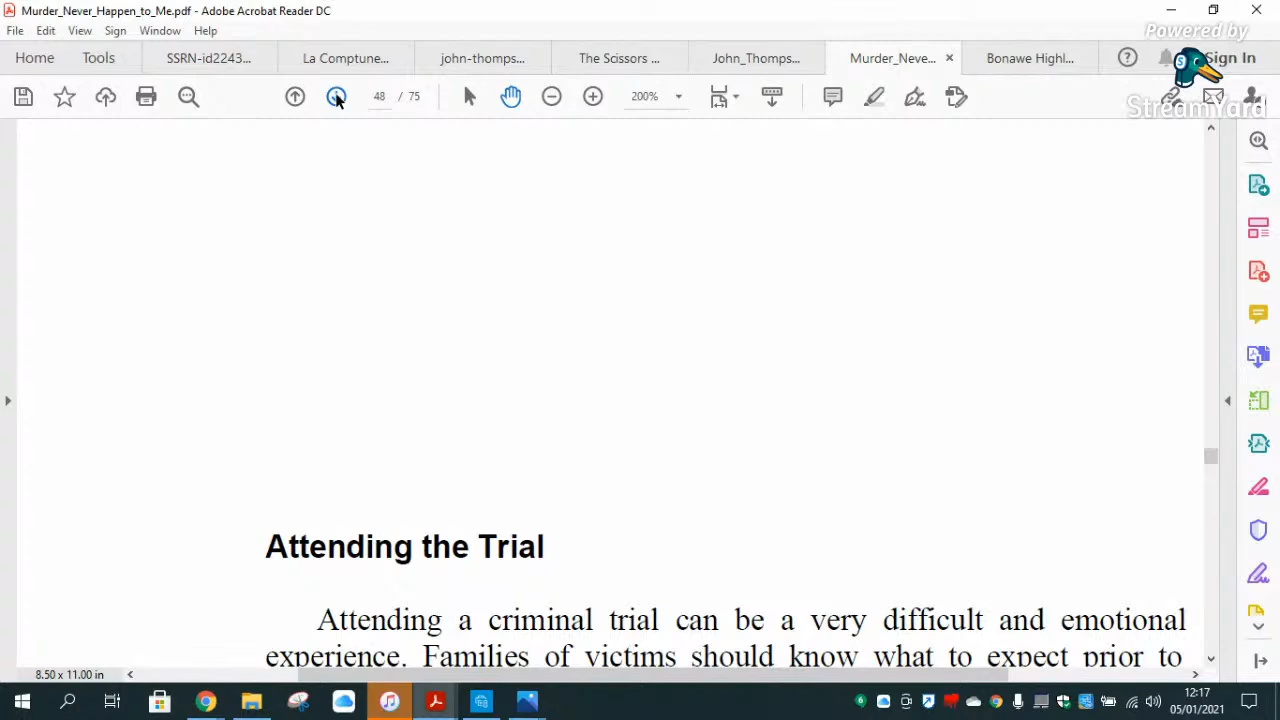 Murder_Never_Happen_to_Me.pdf - Adobe Acrobat Reader DC
File Edit View Sign Window Help
Powered by
Home Tools SSRN-id2243... La Comptune... john-thomps... The Scissors ... John_Thomps... Murder_Neve... Bonawe Highl... Sign In
48 / 75 200%
StreamYard
Attending the Trial
Attending a criminal trial can be a very difficult and emotional
experience. Families of victims should know what to expect prior to
8.50 x 11.00 in
12:17
05/01/2021